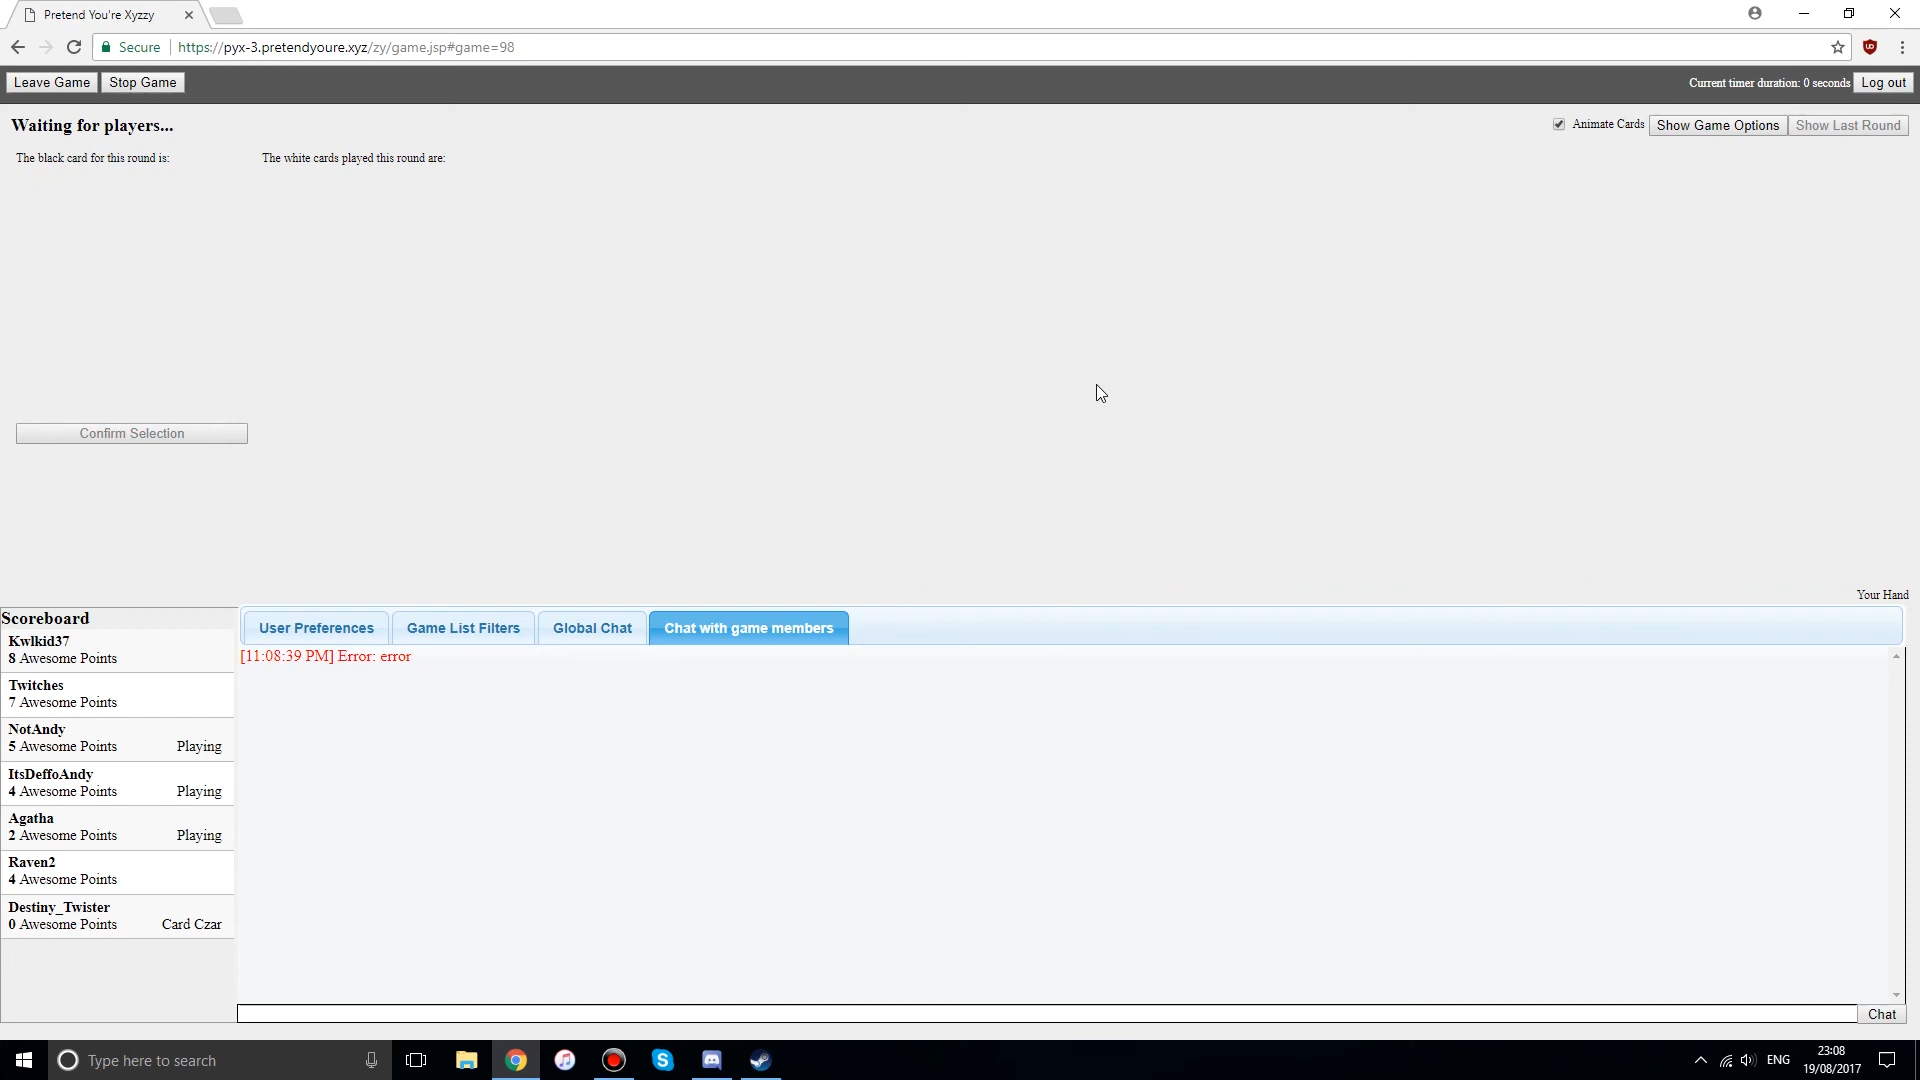 Pretend You're Xyzzy
Secure https://pyx-3.pretendyoure.xyz/zy/game.jsp#game=98
Leave Game Stop Game Current timer duration: 0 seconds Log out
Waiting for players... Animate Cards Show Game Options Show Last Round
The black card for this round is: The white cards played this round are:
Confirm Selection
Your Hand
Scoreboard
User Preferences Game List Filters Global Chat Chat with game members
Kwlkid37
8 Awesome Points
[11:08:39 PM] Error: error
Twitches
7 Awesome Points
NotAndy
5 Awesome Points Playing
ItsDeffoAndy
4 Awesome Points Playing
Agatha
2 Awesome Points Playing
Raven2
4 Awesome Points
Destiny_Twister
0 Awesome Points Card Czar
Chat
Type here to search
ENG
23:08
19/08/2017